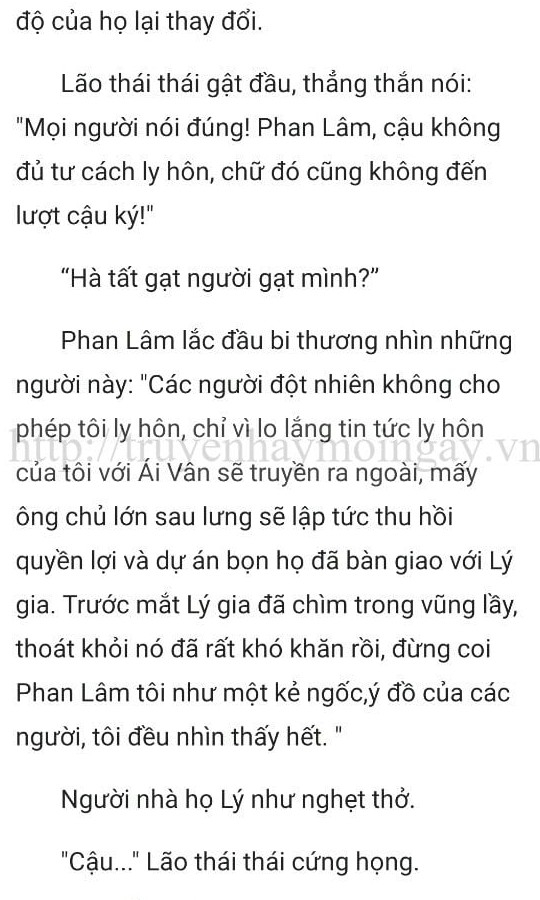 độ của họ lại thay đổi.
Lão thái thái gật đầu, thẳng thắn nói:
"Mọi người nói đúng! Phan Lâm, cậu không
đủ tư cách ly hôn, chữ đó cũng không đến
lượt cậu ký!"
“Hà tất gạt người gạt mình?”
Phan Lâm lắc đầu bi thương nhìn những
người này: "Các người đột nhiên không cho
phép tôi ly hôn, chỉ vì lo lắng tin tức ly hôn
http://truyenhaymoingay.vn
của tôi với Ái Vân sẽ truyền ra ngoài, mấy
ông chủ lớn sau lưng sẽ lập tức thu hồi
quyền lợi và dự án bọn họ đã bàn giao với Lý
gia. Trước mắt Lý gia đã chìm trong vũng lầy,
thoát khỏi nó đã rất khó khăn rồi, đừng coi
Phan Lâm tôi như một kẻ ngốc,ý đồ của các
người, tôi đều nhìn thấy hết. "
Người nhà họ Lý như nghẹt thở.
"Cậu..." Lão thái thái cứng họng.